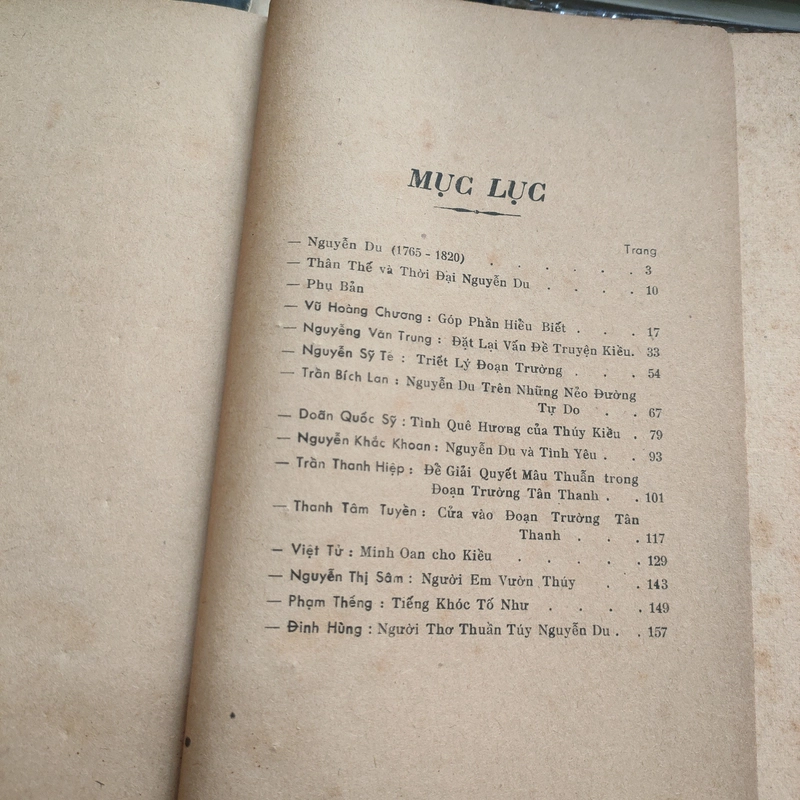 MỤC LỤC
Trang
— Nguyễn Du (1765 - 1820) . . . . . . 3
— Thân Thế và Thời Đại Nguyễn Du . . . . 10
— Phụ Bản
— Vũ Hoàng Chương : Góp Phần Hiểu Biết . . . 17
— Nguyễng Văn Trung : Đặt Lại Vấn Đề Truyện Kiều. 33
— Nguyễn Sỹ Tế : Triết Lý Đoạn Trường . . . 54
— Trần Bích Lan : Nguyễn Du Trên Những Nẻo Đường
Tự Do . . 67
— Doãn Quốc Sỹ : Tình Quê Hương của Thúy Kiều . 79
— Nguyễn Khắc Khoan : Nguyễn Du và Tình Yêu . . 93
— Trần Thanh Hiệp : Để Giải Quyết Mâu Thuẫn trong
Đoạn Trường Tân Thanh . . 101
— Thanh Tâm Tuyền : Cửa vào Đoạn Trường Tân
Thanh . . . 117
— Việt Tử : Minh Oan cho Kiều . . . . . 129
— Nguyễn Thị Sâm : Người Em Vườn Thúy . . 143
— Phạm Thếng : Tiếng Khóc Tố Như . . . . 149
— Đinh Hùng : Người Thơ Thuần Túy Nguyễn Du . . 157